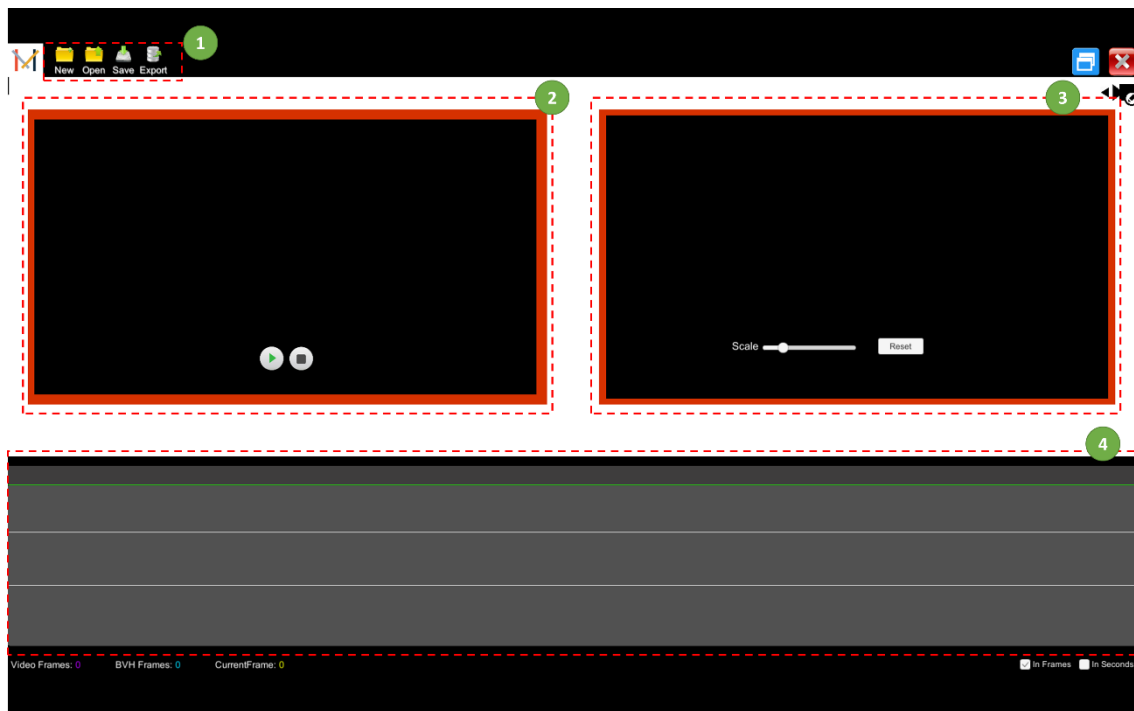 1
New Open Save Export
2
3
Scale
Reset
4
Video Frames: 0 BVH Frames: 0 CurrentFrame: 0
In Frames In Seconds